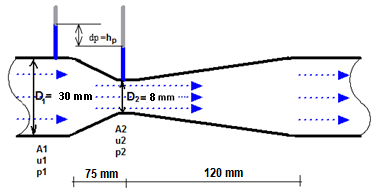 dp=hp
D1= 30 mm
D2= 8 mm
A1
u1
p1
A2
u2
p2
75 mm
120 mm